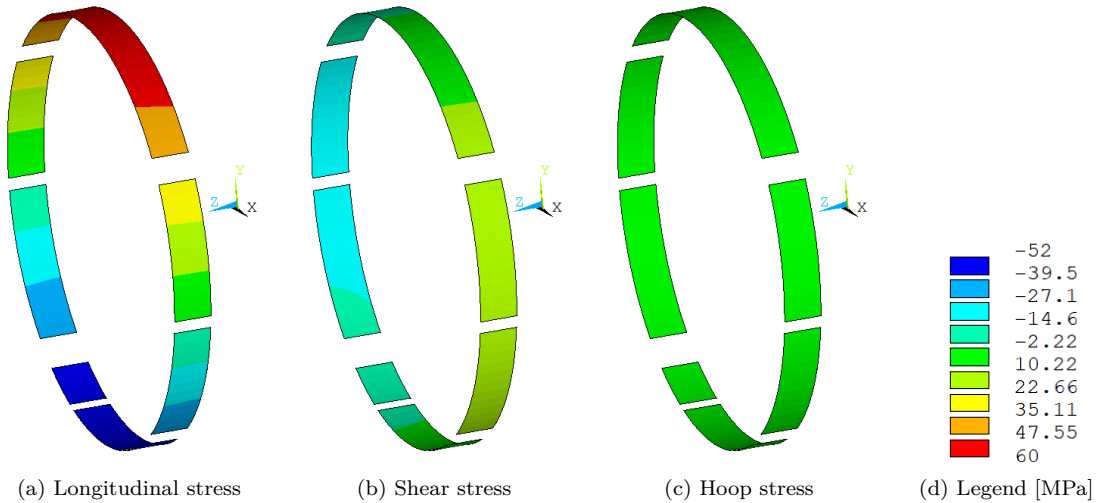 Y
Z
X
Y
Z
X
Y
Z
X
-52
-39.5
-27.1
-14.6
-2.22
10.22
22.66
35.11
47.55
60
(a) Longitudinal stress
(b) Shear stress
(c) Hoop stress
(d) Legend [MPa]